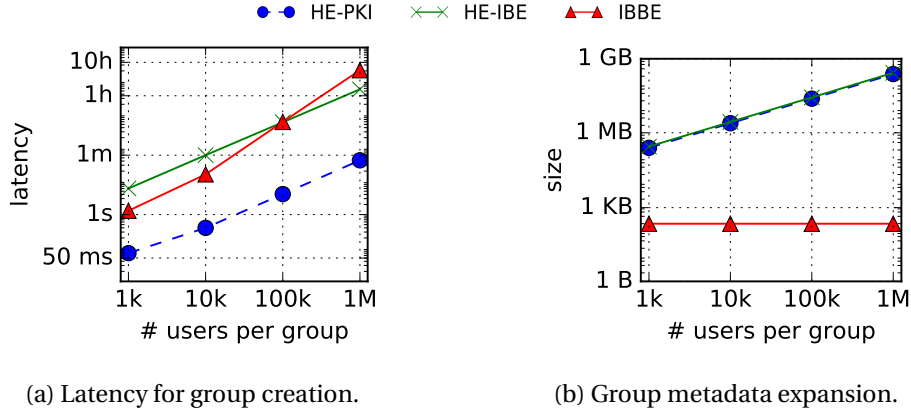 HE-PKI HE-IBE IBBE
10h
1h
1m
1s
50 ms
latency
1k 10k 100k 1M
# users per group
(a) Latency for group creation.
1 GB
1 MB
1 KB
1 B
size
1k 10k 100k 1M
# users per group
(b) Group metadata expansion.